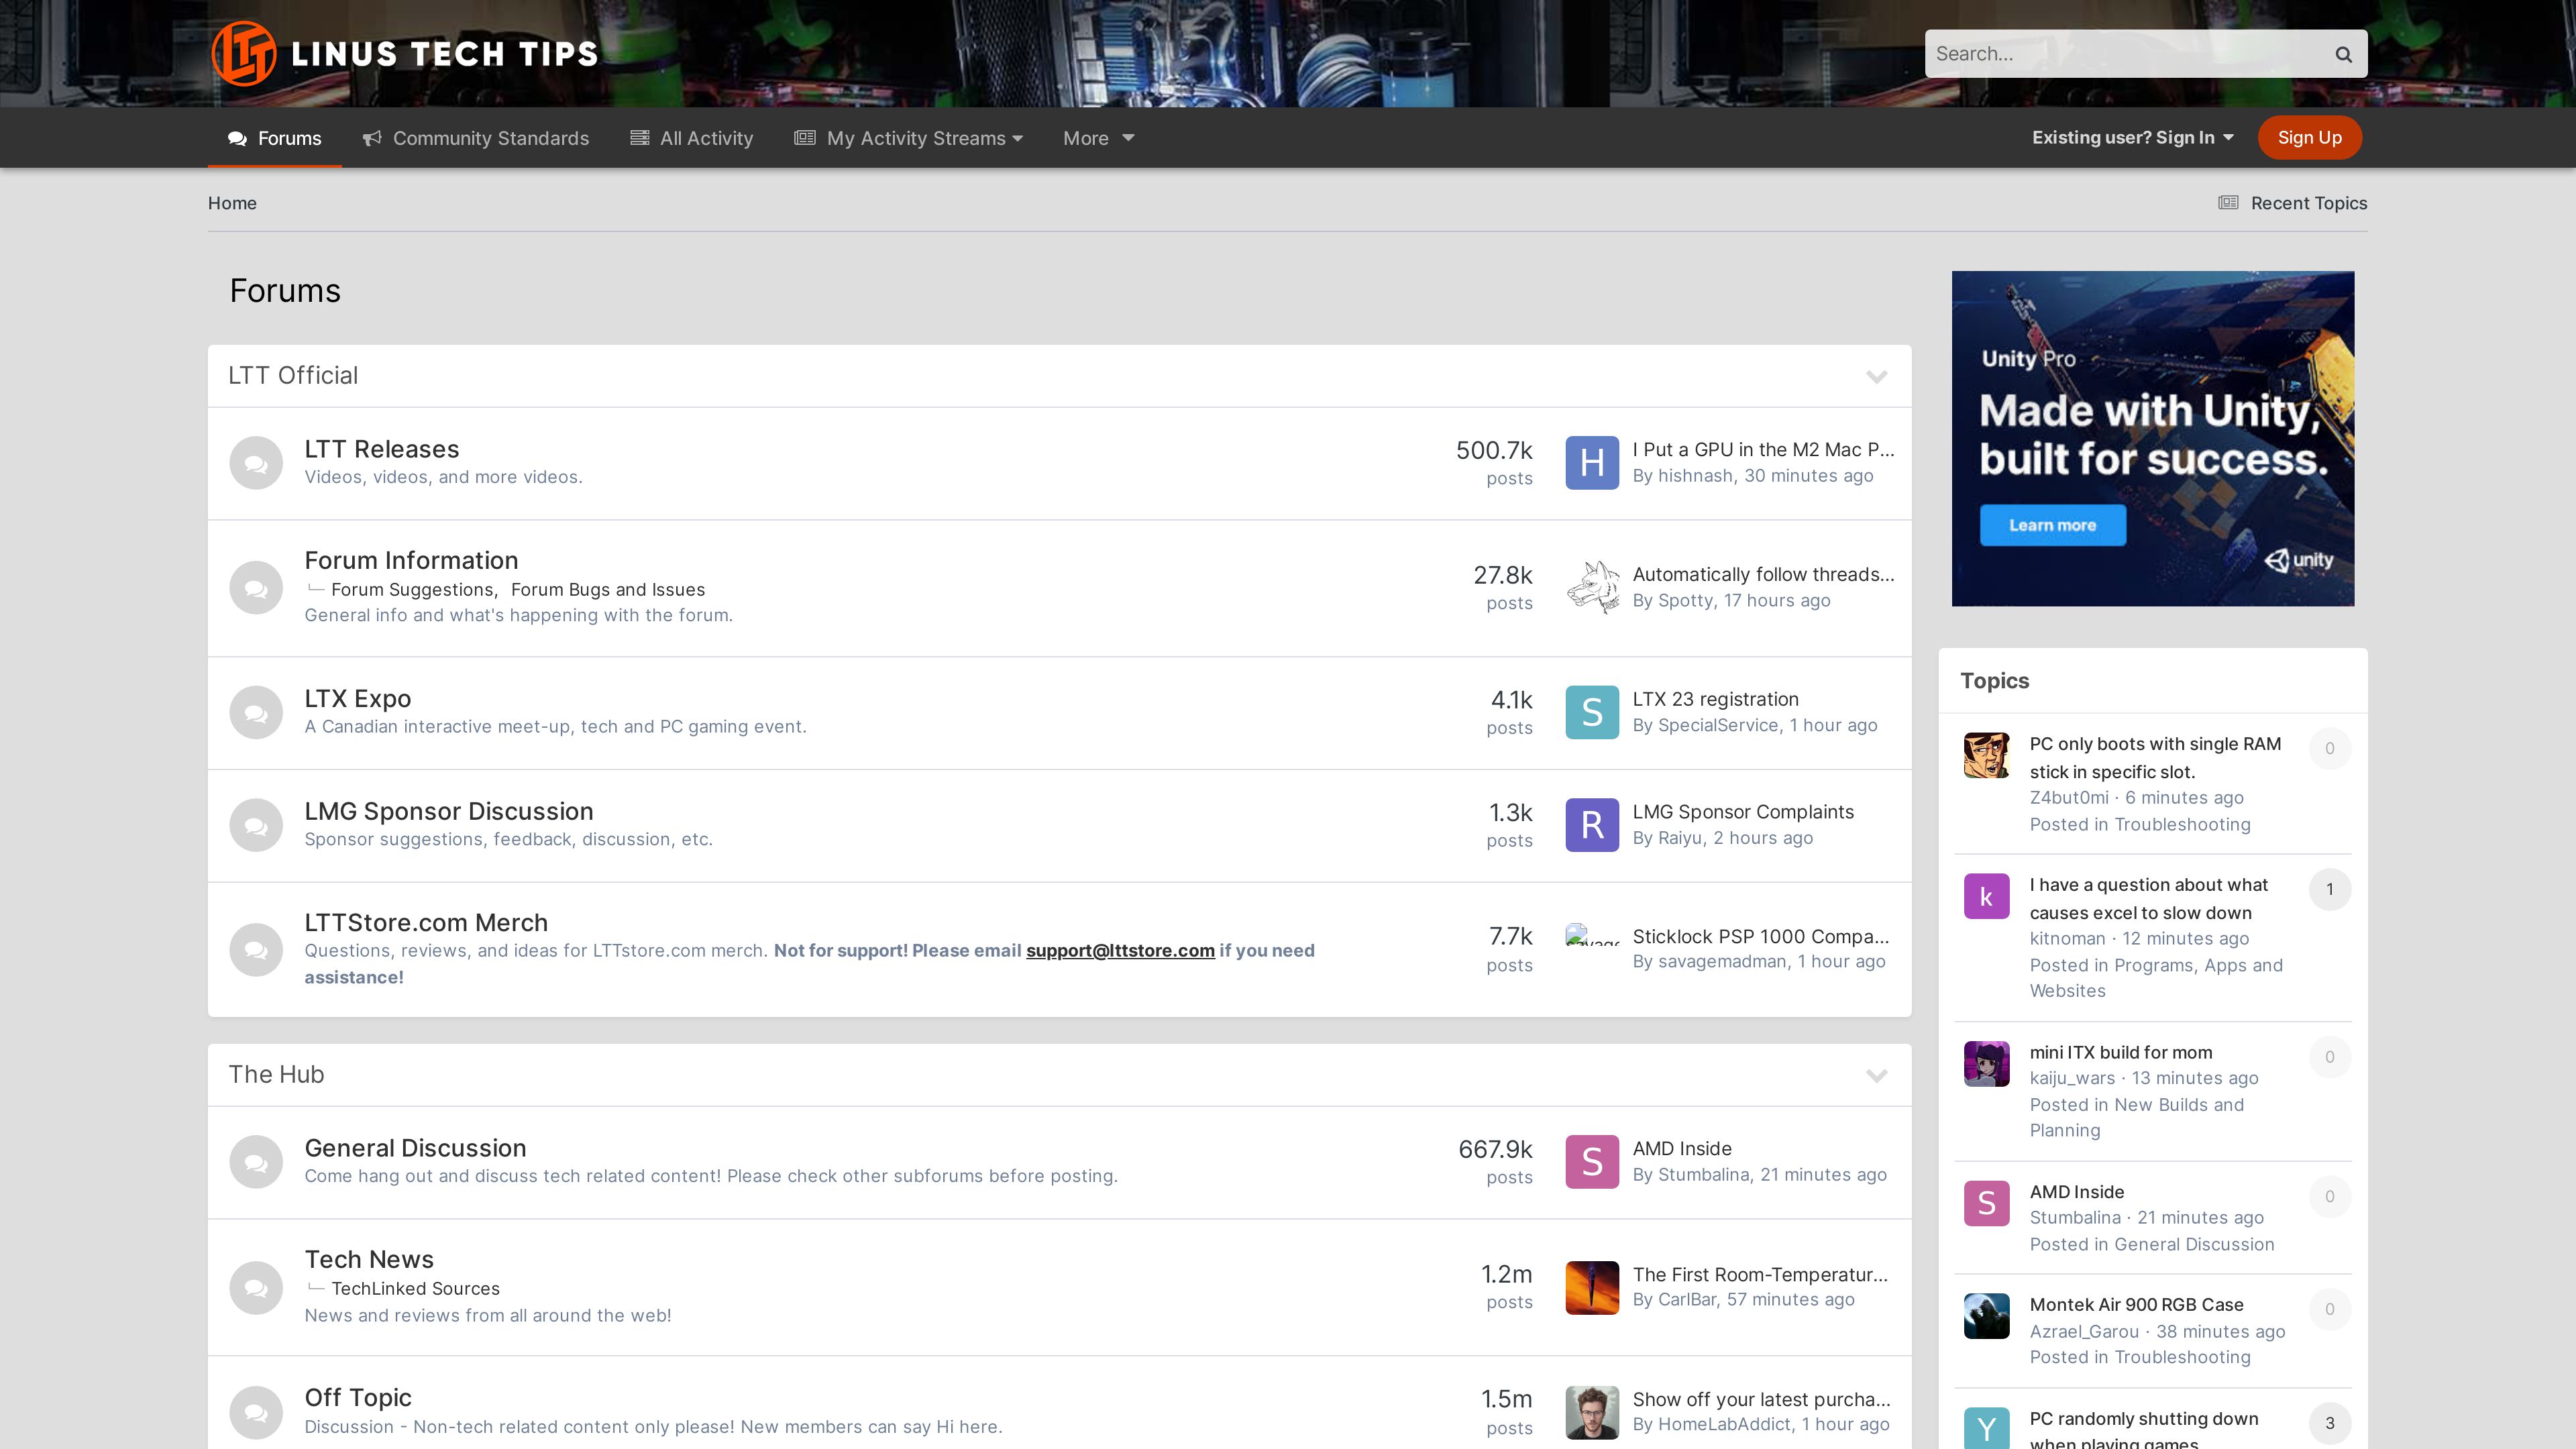 LTT LINUS TECH TIPS
Search...
Forums
Community Standards
All Activity
My Activity Streams
More
Existing user? Sign In
Sign Up
Home
Recent Topics
Forums
LTT Official
LTT Releases
Videos, videos, and more videos.
500.7k
posts
H
I Put a GPU in the M2 Mac P...
By hishnash, 30 minutes ago
Forum Information
Forum Suggestions, Forum Bugs and Issues
General info and what's happening with the forum.
27.8k
posts
Automatically follow threads...
By Spotty, 17 hours ago
LTX Expo
A Canadian interactive meet-up, tech and PC gaming event.
4.1k
posts
S
LTX 23 registration
By SpecialService, 1 hour ago
LMG Sponsor Discussion
Sponsor suggestions, feedback, discussion, etc.
1.3k
posts
R
LMG Sponsor Complaints
By Raiyu, 2 hours ago
LTTStore.com Merch
Questions, reviews, and ideas for LTTstore.com merch. Not for support! Please email support@lttstore.com if you need
assistance!
7.7k
posts
Sticklock PSP 1000 Compa...
By savagemadman, 1 hour ago
The Hub
General Discussion
Come hang out and discuss tech related content! Please check other subforums before posting.
667.9k
posts
S
AMD Inside
By Stumbalina, 21 minutes ago
Tech News
TechLinked Sources
News and reviews from all around the web!
1.2m
posts
The First Room-Temperatur...
By CarlBar, 57 minutes ago
Off Topic
Discussion - Non-tech related content only please! New members can say Hi here.
1.5m
posts
Show off your latest purcha...
By HomeLabAddict, 1 hour ago
Unity Pro
Made with Unity,
built for success.
Learn more
unity
Topics
PC only boots with single RAM
stick in specific slot.
0
Z4but0mi · 6 minutes ago
Posted in Troubleshooting
k
I have a question about what
causes excel to slow down
1
kitnoman · 12 minutes ago
Posted in Programs, Apps and
Websites
mini ITX build for mom
0
kaiju_wars · 13 minutes ago
Posted in New Builds and
Planning
S
AMD Inside
0
Stumbalina · 21 minutes ago
Posted in General Discussion
Montek Air 900 RGB Case
0
Azrael_Garou · 38 minutes ago
Posted in Troubleshooting
Y
PC randomly shutting down
3
when playing games